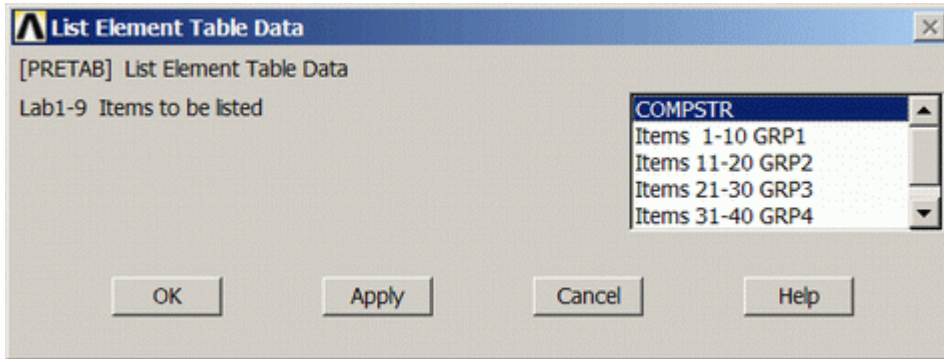 List Element Table Data
[PRETAB] List Element Table Data
Lab1-9 Items to be listed
COMPSTR
Items 1-10 GRP1
Items 11-20 GRP2
Items 21-30 GRP3
Items 31-40 GRP4
OK Apply Cancel Help